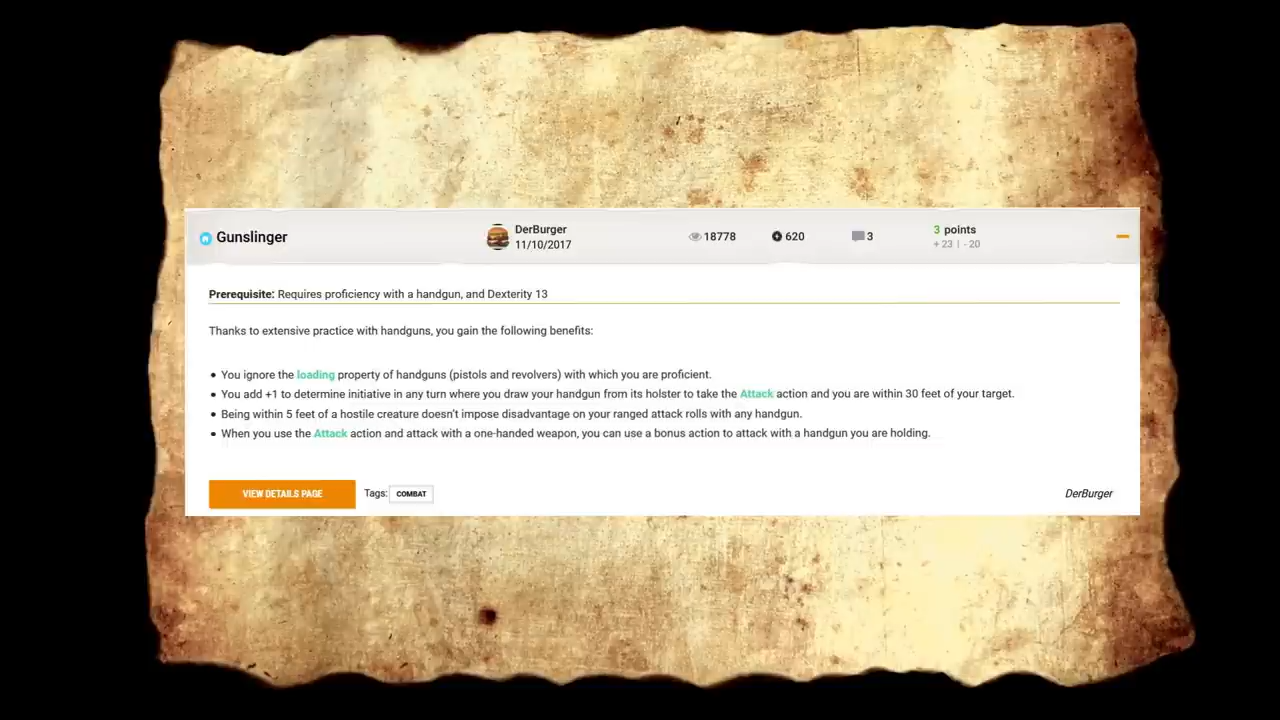 Gunslinger
DerBurger
11/10/2017
18778
620
3
3 points
+ 23 | - 20
Prerequisite: Requires proficiency with a handgun, and Dexterity 13
Thanks to extensive practice with handguns, you gain the following benefits:
• You ignore the loading property of handguns (pistols and revolvers) with which you are proficient.
• You add +1 to determine initiative in any turn where you draw your handgun from its holster to take the Attack action and you are within 30 feet of your target.
• Being within 5 feet of a hostile creature doesn't impose disadvantage on your ranged attack rolls with any handgun.
• When you use the Attack action and attack with a one-handed weapon, you can use a bonus action to attack with a handgun you are holding.
VIEW DETAILS PAGE
Tags: COMBAT
DerBurger